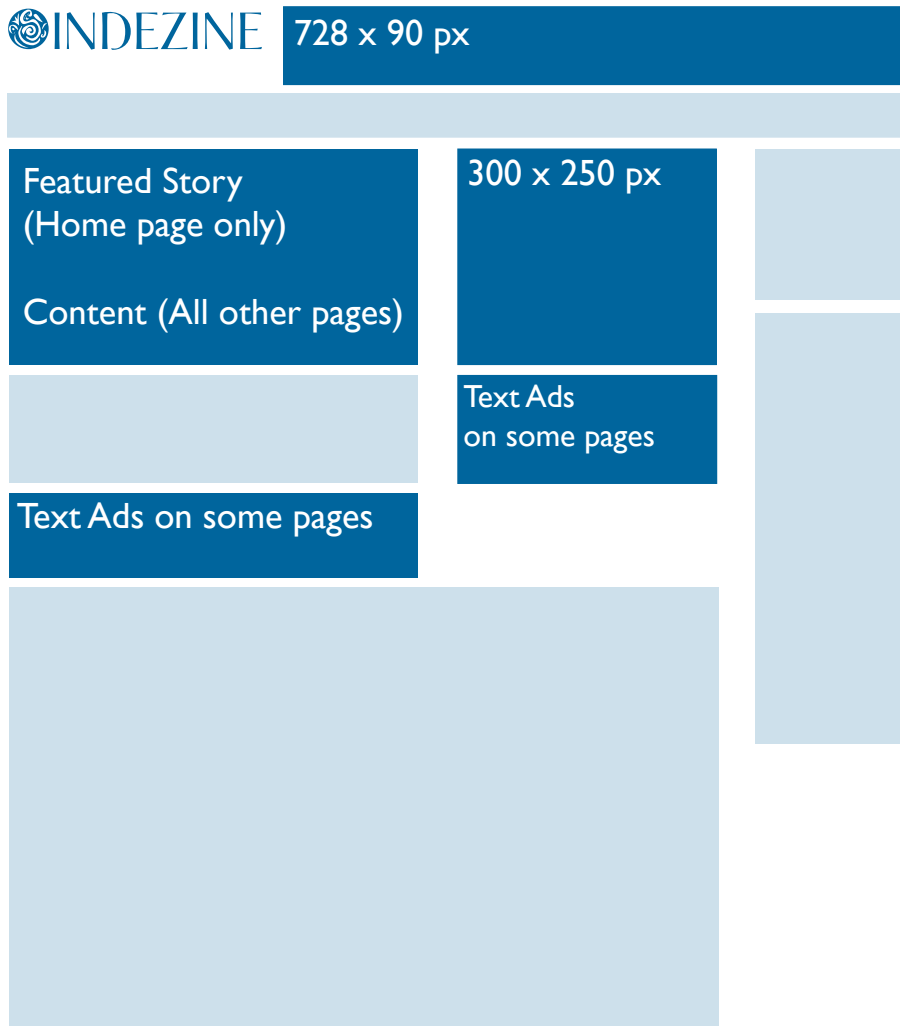 INDEZINE
728 x 90 px
Featured Story
(Home page only)
Content (All other pages)
300 x 250 px
Text Ads
on some pages
Text Ads on some pages